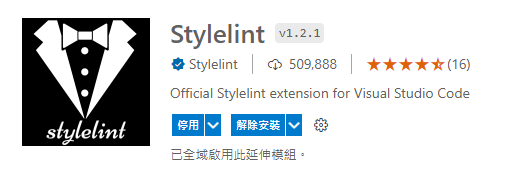 Stylelint v1.2.1
Stylelint 509,888 (16)
Official Stylelint extension for Visual Studio Code
停用 解除安裝
已全域啟用此延伸模組。
stylelint